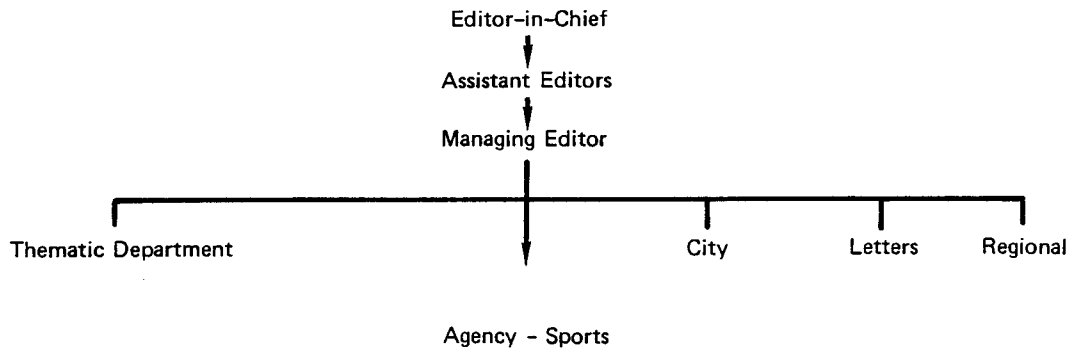 Editor-in-Chief
Assistant Editors
Managing Editor
Thematic Department
City
Letters
Regional
Agency - Sports